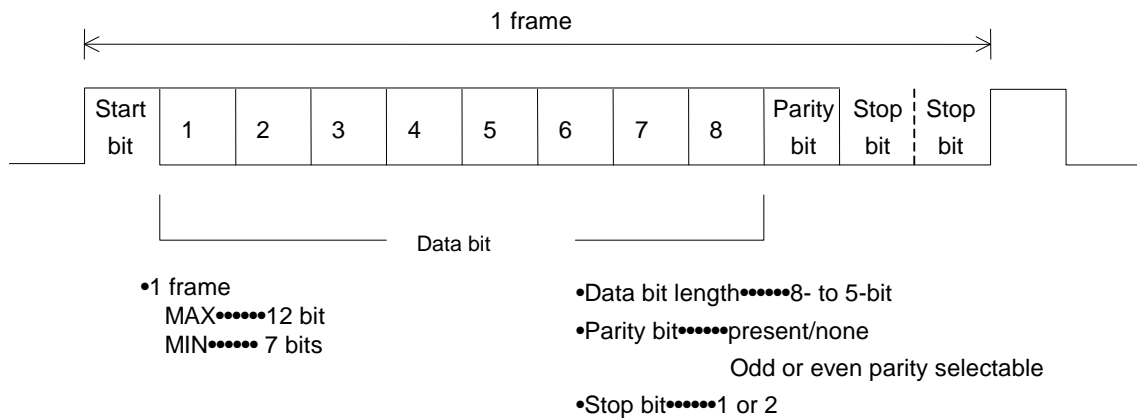 1 frame
Start bit
1 2 3 4 5 6 7 8
Parity bit
Stop bit
Stop bit
Data bit
•1 frame
MAX••••••12 bit
MIN•••••• 7 bits
•Data bit length••••••8- to 5-bit
•Parity bit••••••present/none
Odd or even parity selectable
•Stop bit••••••1 or 2